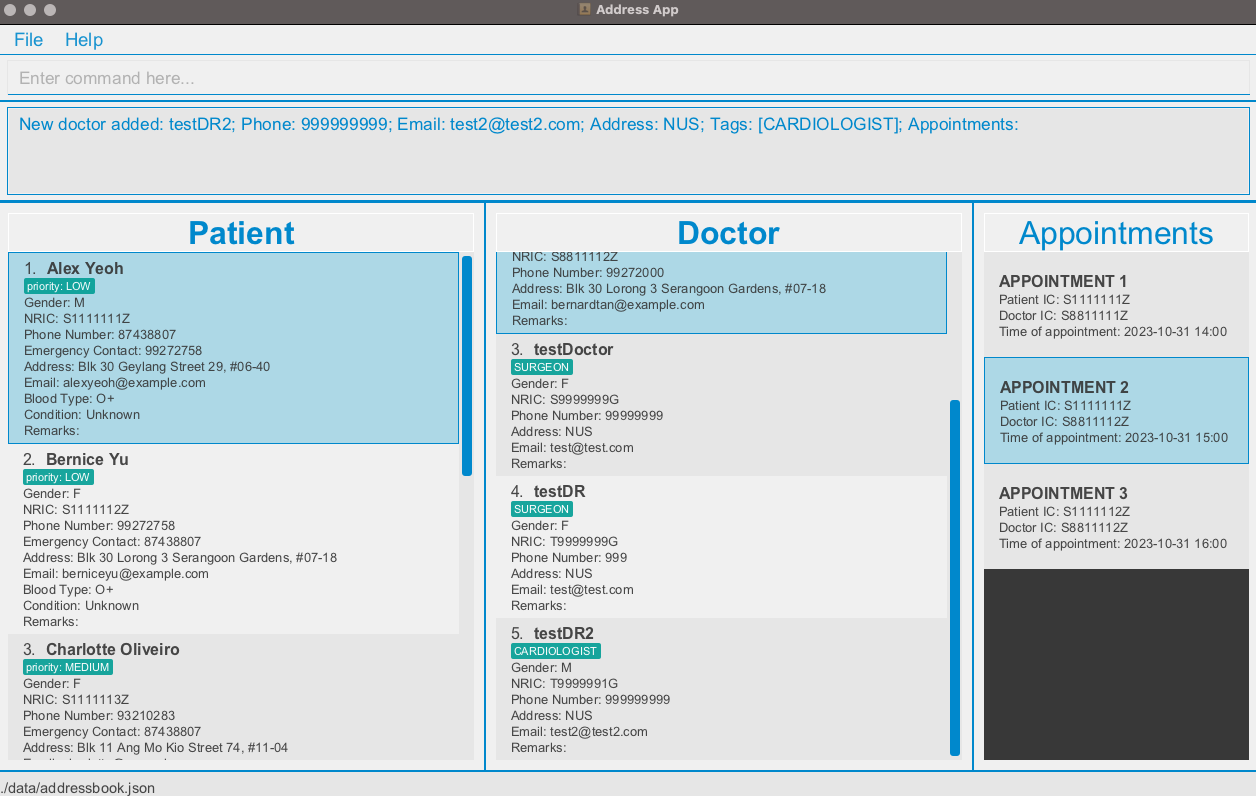 Address App
File Help
Enter command here...
New doctor added: testDR2; Phone: 999999999; Email: test2@test2.com; Address: NUS; Tags: [CARDIOLOGIST]; Appointments:
Patient
1. Alex Yeoh
priority: LOW
Gender: M
NRIC: S1111111Z
Phone Number: 87438807
Emergency Contact: 99272758
Address: Blk 30 Geylang Street 29, #06-40
Email: alexyeoh@example.com
Blood Type: O+
Condition: Unknown
Remarks:
2. Bernice Yu
priority: LOW
Gender: F
NRIC: S1111112Z
Phone Number: 99272758
Emergency Contact: 87438807
Address: Blk 30 Lorong 3 Serangoon Gardens, #07-18
Email: berniceyu@example.com
Blood Type: O+
Condition: Unknown
Remarks:
3. Charlotte Oliveiro
priority: MEDIUM
Gender: F
NRIC: S1111113Z
Phone Number: 93210283
Emergency Contact: 87438807
Address: Blk 11 Ang Mo Kio Street 74, #11-04
Doctor
NRIC: S8811112Z
Phone Number: 99272000
Address: Blk 30 Lorong 3 Serangoon Gardens, #07-18
Email: bernardtan@example.com
Remarks:
3. testDoctor
SURGEON
Gender: F
NRIC: S9999999G
Phone Number: 99999999
Address: NUS
Email: test@test.com
Remarks:
4. testDR
SURGEON
Gender: F
NRIC: T9999999G
Phone Number: 999
Address: NUS
Email: test@test.com
Remarks:
5. testDR2
CARDIOLOGIST
Gender: M
NRIC: T9999991G
Phone Number: 999999999
Address: NUS
Email: test2@test2.com
Remarks:
Appointments
APPOINTMENT 1
Patient IC: S1111111Z
Doctor IC: S8811111Z
Time of appointment: 2023-10-31 14:00
APPOINTMENT 2
Patient IC: S1111111Z
Doctor IC: S8811112Z
Time of appointment: 2023-10-31 15:00
APPOINTMENT 3
Patient IC: S1111112Z
Doctor IC: S8811112Z
Time of appointment: 2023-10-31 16:00
./data/addressbook.json